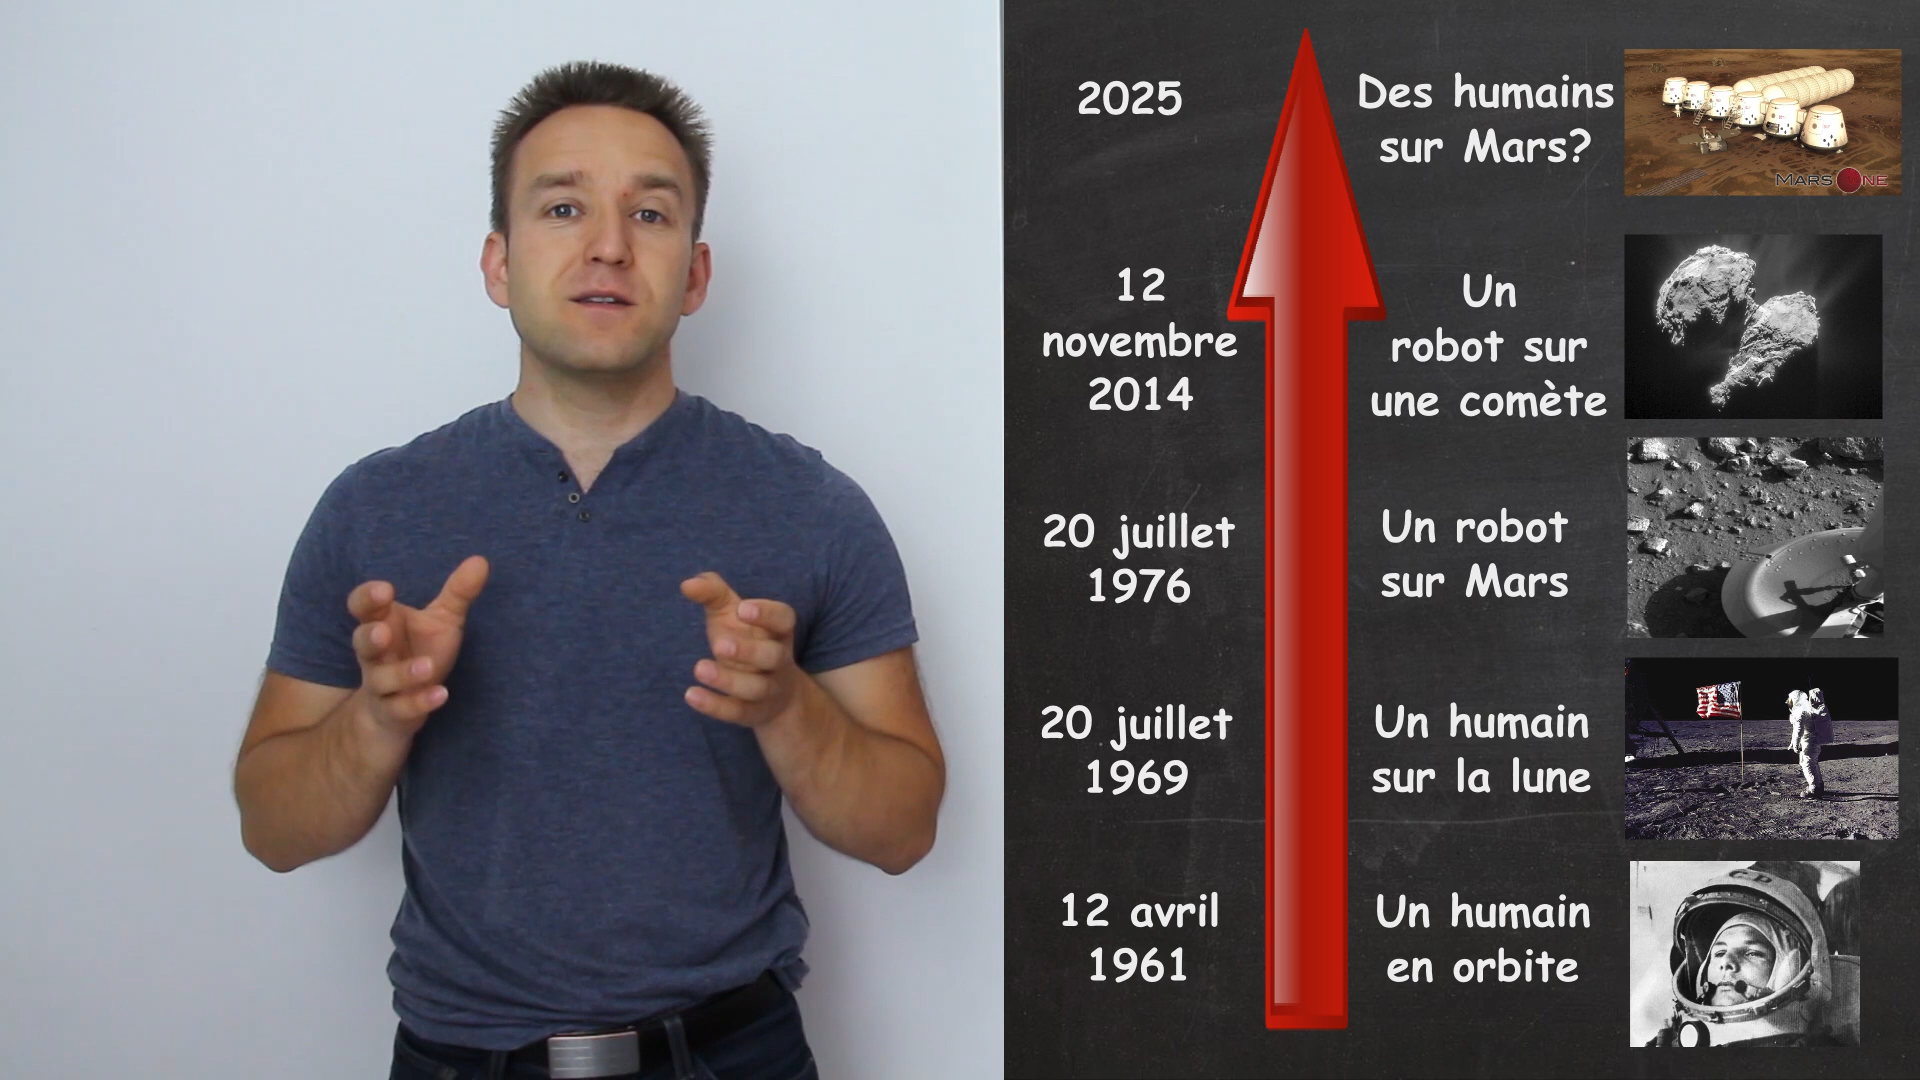 2025
Des humains
sur Mars?
MARS ONE
12
novembre
2014
Un
robot sur
une comète
20 juillet
1976
Un robot
sur Mars
20 juillet
1969
Un humain
sur la lune
12 avril
1961
Un humain
en orbite